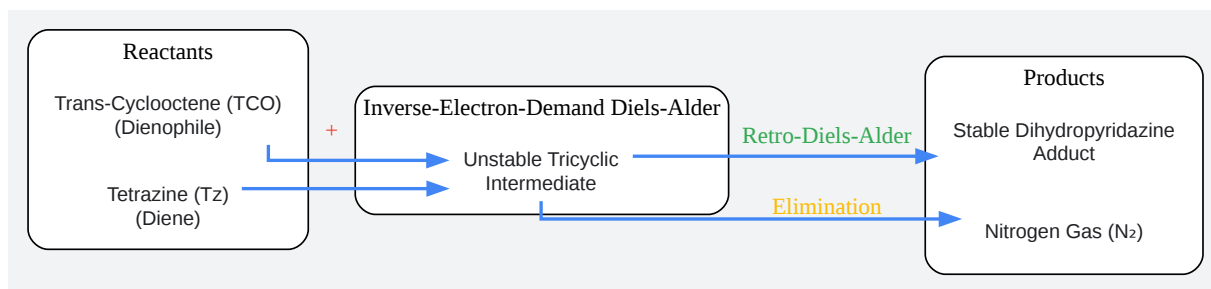 Reactants
Trans-Cyclooctene (TCO)
(Dienophile)
Tetrazine (Tz)
(Diene)
+
Inverse-Electron-Demand Diels-Alder
Unstable Tricyclic
Intermediate
Retro-Diels-Alder
Elimination
Products
Stable Dihydropyridazine
Adduct
Nitrogen Gas (N₂)